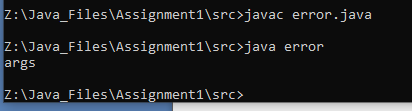 Z:\Java_Files\Assignment1\src>javac error.java
Z:\Java_Files\Assignment1\src>java error
args
Z:\Java_Files\Assignment1\src>